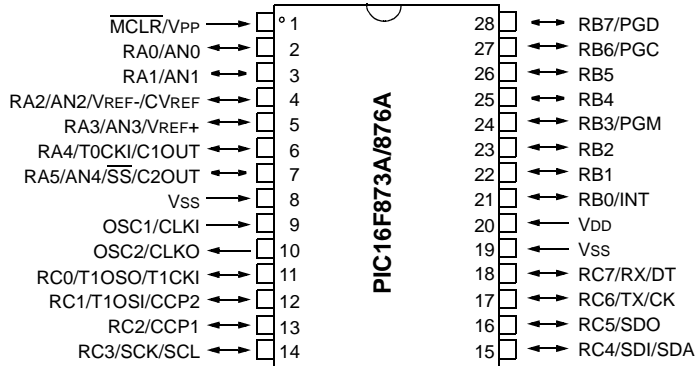 MCLR/VPP 1 28 RB7/PGD
RA0/AN0 2 27 RB6/PGC
RA1/AN1 3 26 RB5
RA2/AN2/VREF-/CVREF 4 25 RB4
RA3/AN3/VREF+ 5 24 RB3/PGM
RA4/T0CKI/C1OUT 6 23 RB2
RA5/AN4/SS/C2OUT 7 22 RB1
VSS 8 21 RB0/INT
OSC1/CLKI 9 20 VDD
OSC2/CLKO 10 19 VSS
RC0/T1OSO/T1CKI 11 18 RC7/RX/DT
RC1/T1OSI/CCP2 12 17 RC6/TX/CK
RC2/CCP1 13 16 RC5/SDO
RC3/SCK/SCL 14 15 RC4/SDI/SDA
PIC16F873A/876A